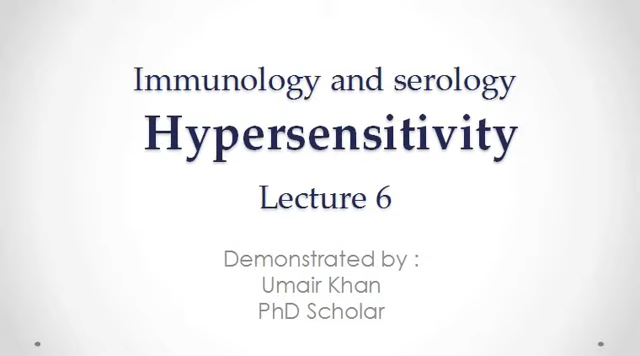 Immunology and serology
Hypersensitivity
Lecture 6
Demonstrated by :
Umair Khan
PhD Scholar